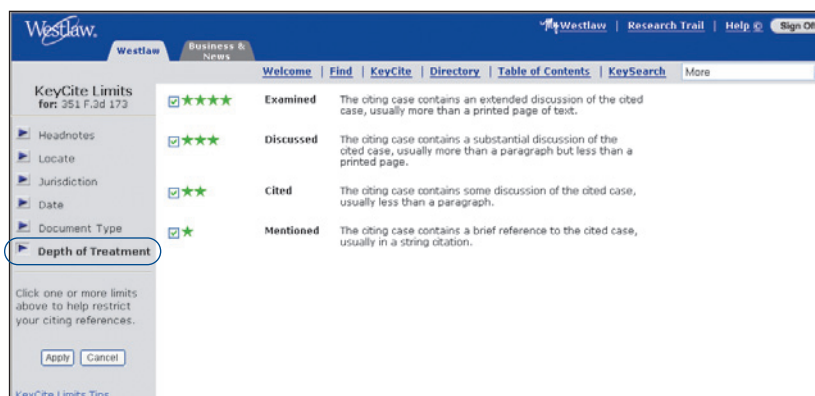 Westlaw.
Westlaw | Research Trail | Help | Sign Of
Westlaw
Business &
News
Welcome | Find | KeyCite | Directory | Table of Contents | KeySearch More
KeyCite Limits
for: 351 F.3d 173
Headnotes
Locate
Jurisdiction
Date
Document Type
Depth of Treatment
Click one or more limits
above to help restrict
your citing references.
Apply Cancel
KeyCite Limits Tips
Examined The citing case contains an extended discussion of the cited
case, usually more than a printed page of text.
Discussed The citing case contains a substantial discussion of the
cited case, usually more than a paragraph but less than a
printed page.
Cited The citing case contains some discussion of the cited case,
usually less than a paragraph.
Mentioned The citing case contains a brief reference to the cited case,
usually in a string citation.